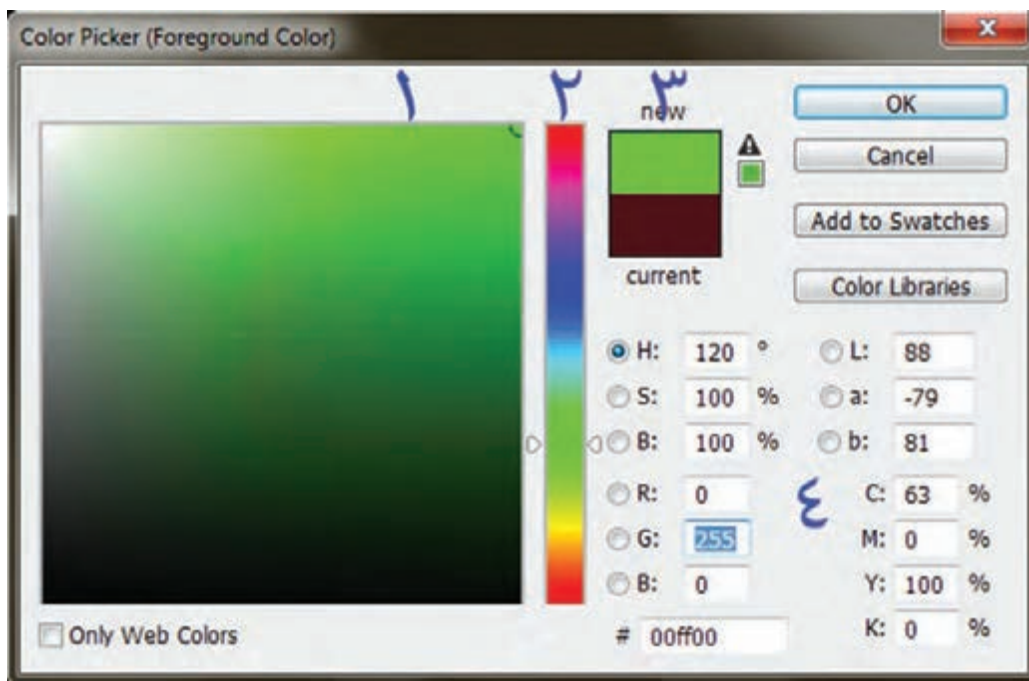 Color Picker (Foreground Color)
x
١ ٢ ٣
new
OK
Cancel
Add to Swatches
current
Color Libraries
H: 120 ° L: 88
S: 100 % a: -79
B: 100 % b: 81
R: 0 ٤ C: 63 %
G: 255 M: 0 %
B: 0 Y: 100 %
Only Web Colors # 00ff00 K: 0 %